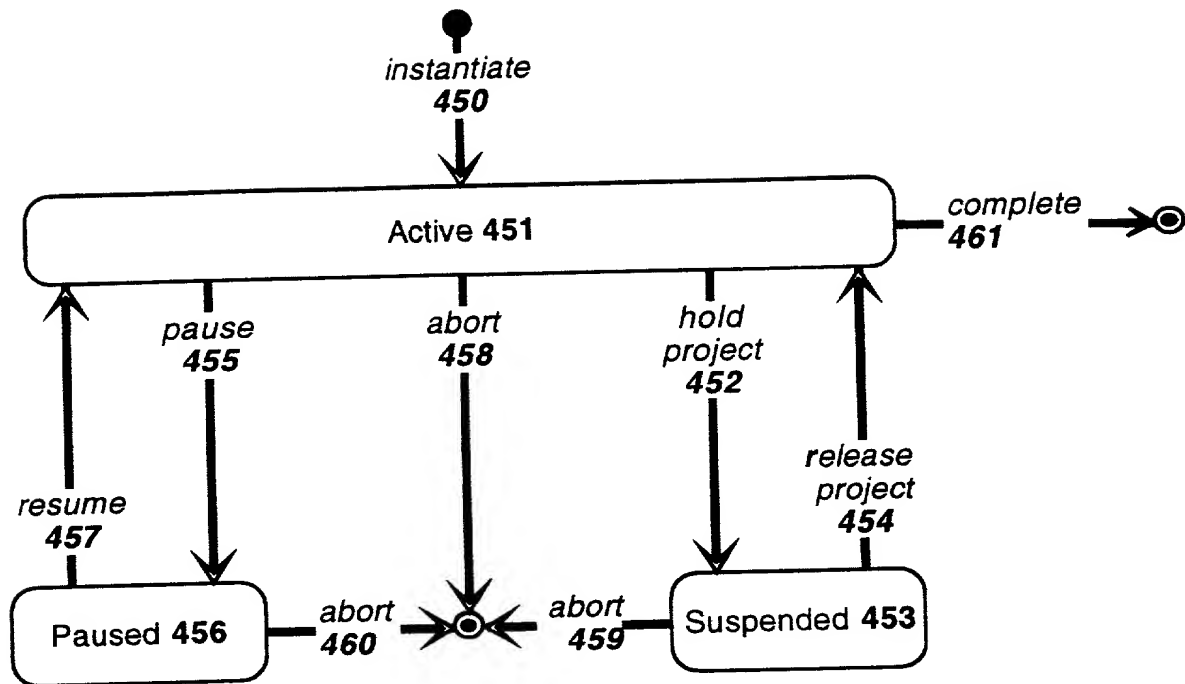 instantiate
450
Active 451
complete
461
pause
455
abort
458
hold
project
452
release
project
454
resume
457
Paused 456
abort
460
abort
459
Suspended 453